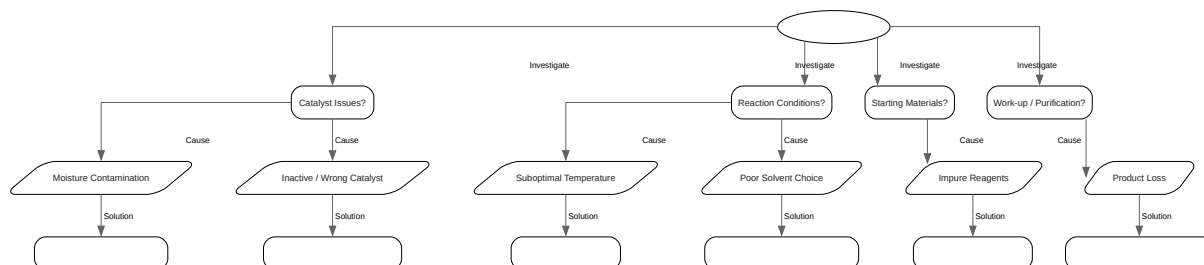 Investigate
Investigate
Investigate
Investigate
Catalyst Issues?
Reaction Conditions?
Starting Materials?
Work-up / Purification?
Cause
Cause
Cause
Cause
Cause
Cause
Moisture Contamination
Inactive / Wrong Catalyst
Suboptimal Temperature
Poor Solvent Choice
Impure Reagents
Product Loss
Solution
Solution
Solution
Solution
Solution
Solution